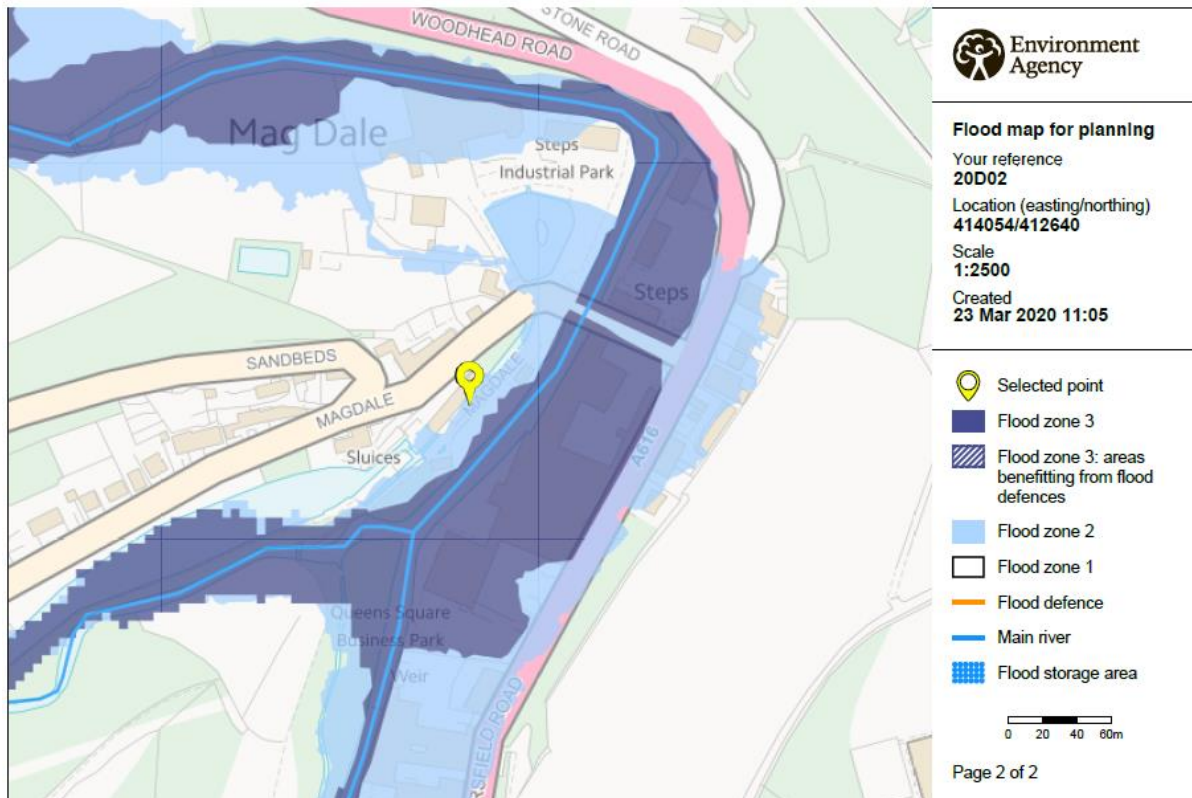 WOODHEAD ROAD
STONE ROAD
Mag Dale
Steps
Industrial Park
Steps
SANDBEDS
MAGDALE
MAGDALE
Sluices
A616
Queens Square
Business Park
Weir
RSFIELD ROAD
Environment
Agency
Flood map for planning
Your reference
20D02
Location (easting/northing)
414054/412640
Scale
1:2500
Created
23 Mar 2020 11:05
Selected point
Flood zone 3
Flood zone 3: areas
benefitting from flood
defences
Flood zone 2
Flood zone 1
Flood defence
Main river
Flood storage area
0 20 40 60m
Page 2 of 2